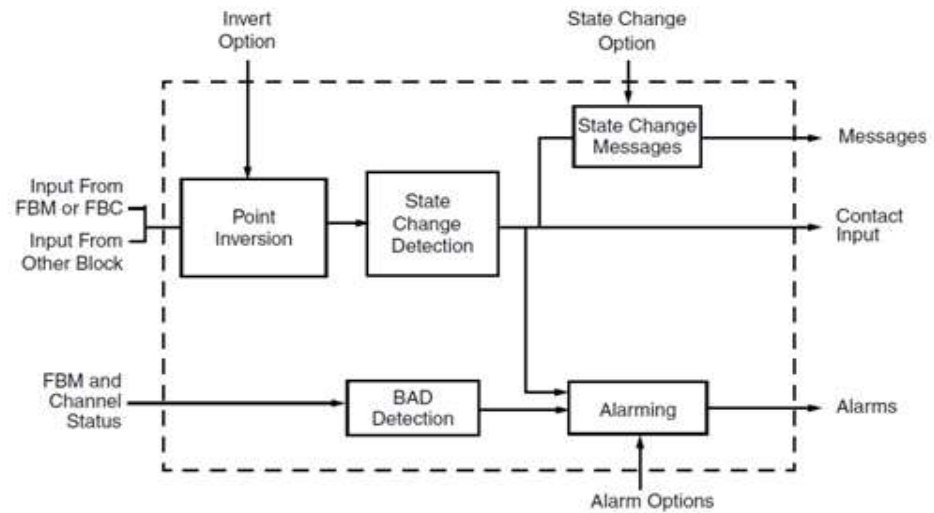 Invert
Option
State Change
Option
State Change
Messages
Messages
Input From
FBM or FBC
Input From
Other Block
Point
Inversion
State
Change
Detection
Contact
Input
FBM and
Channel
Status
BAD
Detection
Alarming
Alarms
Alarm Options